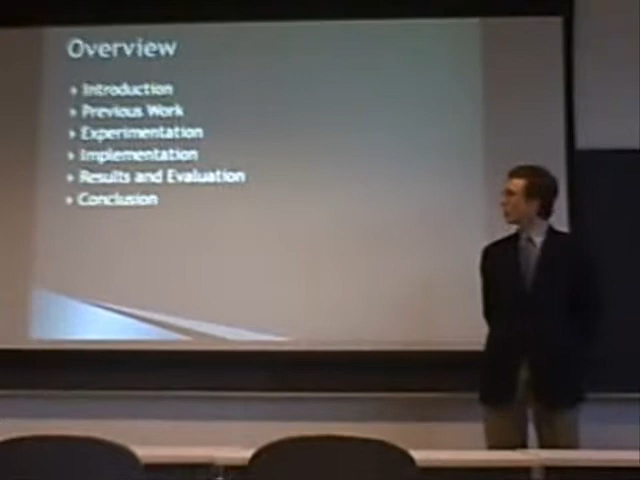 Overview
Introduction
Previous Work
Experimentation
Implementation
Results and Evaluation
Conclusion